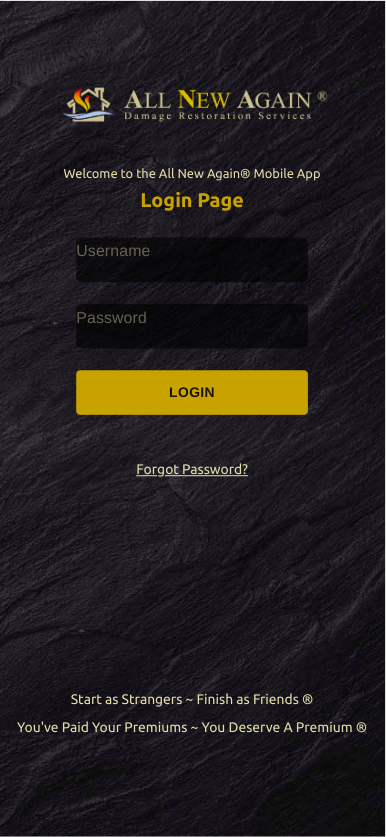 ALL NEW AGAIN ®
Damage Restoration Services
Welcome to the All New Again® Mobile App
Login Page
Username
Password
LOGIN
Forgot Password?
Start as Strangers ~ Finish as Friends ®
You've Paid Your Premiums ~ You Deserve A Premium ®